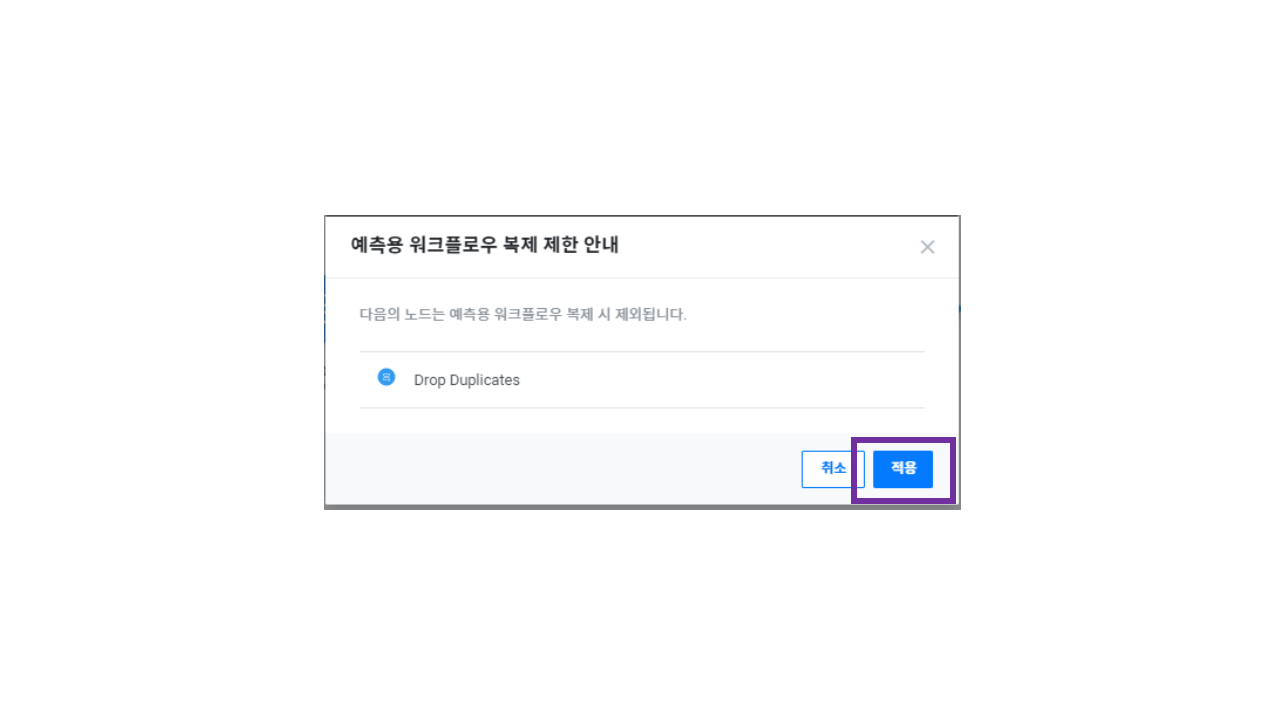 예측용 워크플로우 복제 제한 안내
다음의 노드는 예측용 워크플로우 복제 시 제외됩니다.
Drop Duplicates
취소
적용